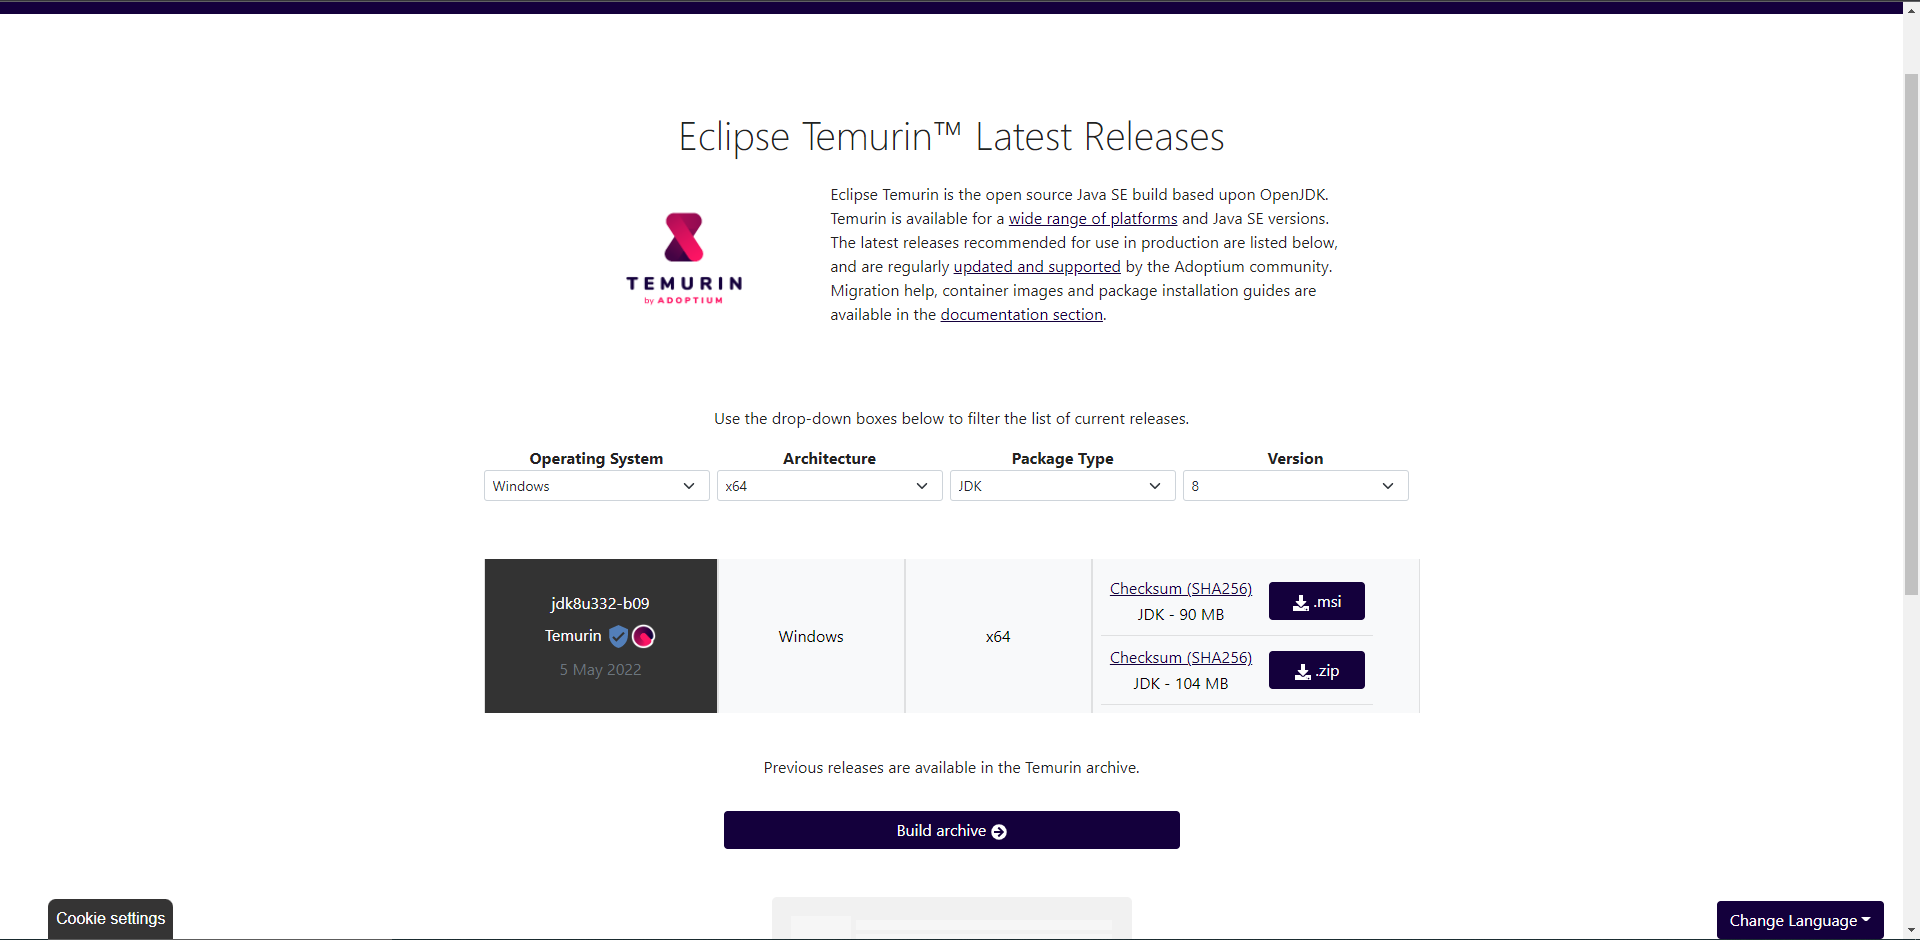 Eclipse Temurin™ Latest Releases
Eclipse Temurin is the open source Java SE build based upon OpenJDK.
Temurin is available for a wide range of platforms and Java SE versions.
The latest releases recommended for use in production are listed below,
and are regularly updated and supported by the Adoptium community.
Migration help, container images and package installation guides are
available in the documentation section.
TEMURIN
by ADOPTIUM
Use the drop-down boxes below to filter the list of current releases.
Operating System Architecture Package Type Version
Windows x64 JDK 8
jdk8u332-b09
Temurin
5 May 2022
Windows
x64
Checksum (SHA256)
JDK - 90 MB
.msi
Checksum (SHA256)
JDK - 104 MB
.zip
Previous releases are available in the Temurin archive.
Build archive
Cookie settings
Change Language